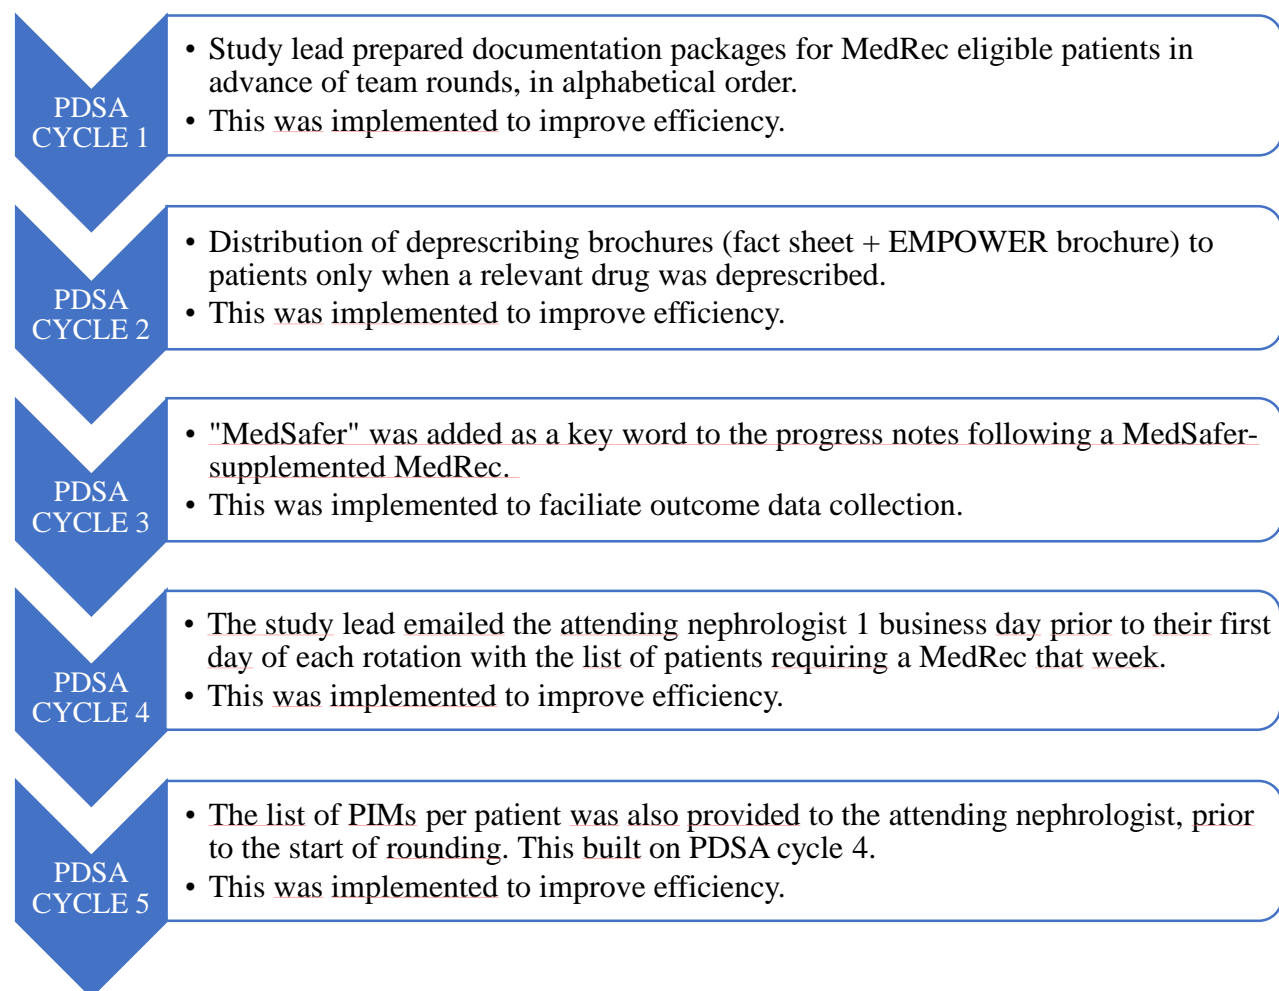 PDSA
CYCLE 1
• Study lead prepared documentation packages for MedRec eligible patients in
advance of team rounds, in alphabetical order.
• This was implemented to improve efficiency.
PDSA
CYCLE 2
• Distribution of deprescribing brochures (fact sheet + EMPOWER brochure) to
patients only when a relevant drug was deprescribed.
• This was implemented to improve efficiency.
PDSA
CYCLE 3
• "MedSafer" was added as a key word to the progress notes following a MedSafer-
supplemented MedRec.
• This was implemented to faciliate outcome data collection.
PDSA
CYCLE 4
• The study lead emailed the attending nephrologist 1 business day prior to their first
day of each rotation with the list of patients requiring a MedRec that week.
• This was implemented to improve efficiency.
PDSA
CYCLE 5
• The list of PIMs per patient was also provided to the attending nephrologist, prior
to the start of rounding. This built on PDSA cycle 4.
• This was implemented to improve efficiency.